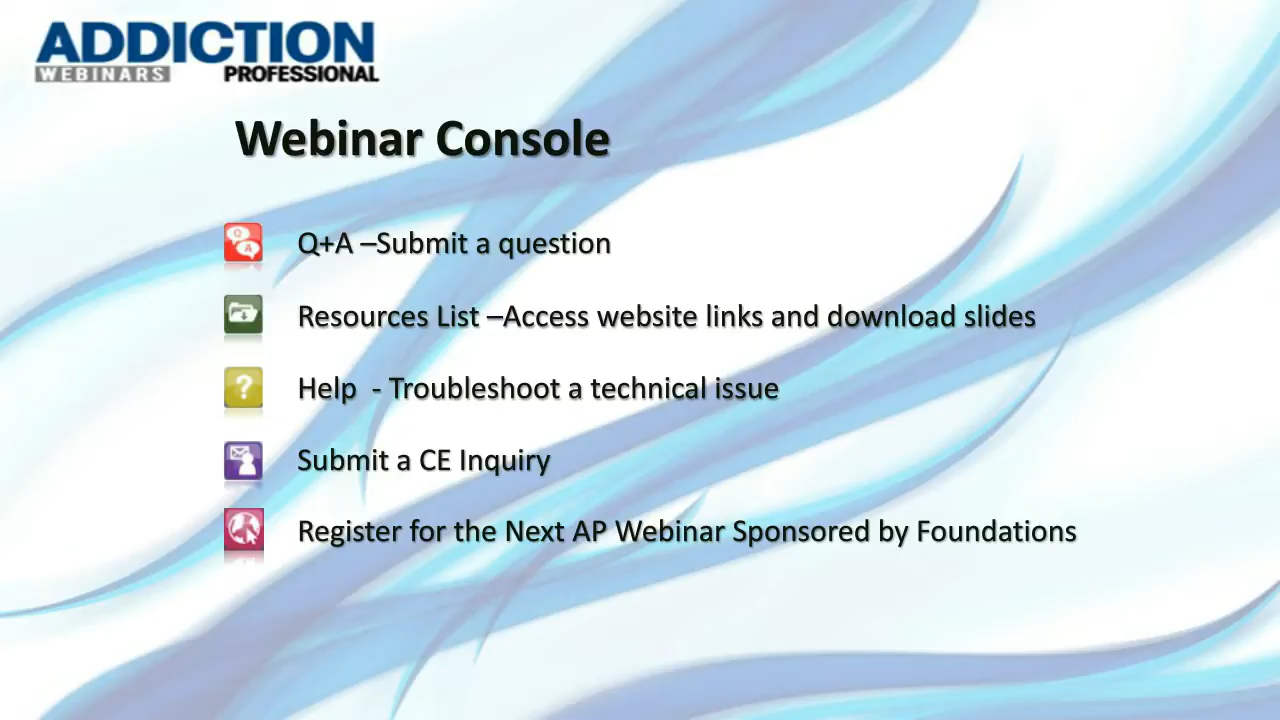 ADDICTION
WEBINARS PROFESSIONAL
Webinar Console
Q+A –Submit a question
Resources List –Access website links and download slides
Help - Troubleshoot a technical issue
Submit a CE Inquiry
Register for the Next AP Webinar Sponsored by Foundations